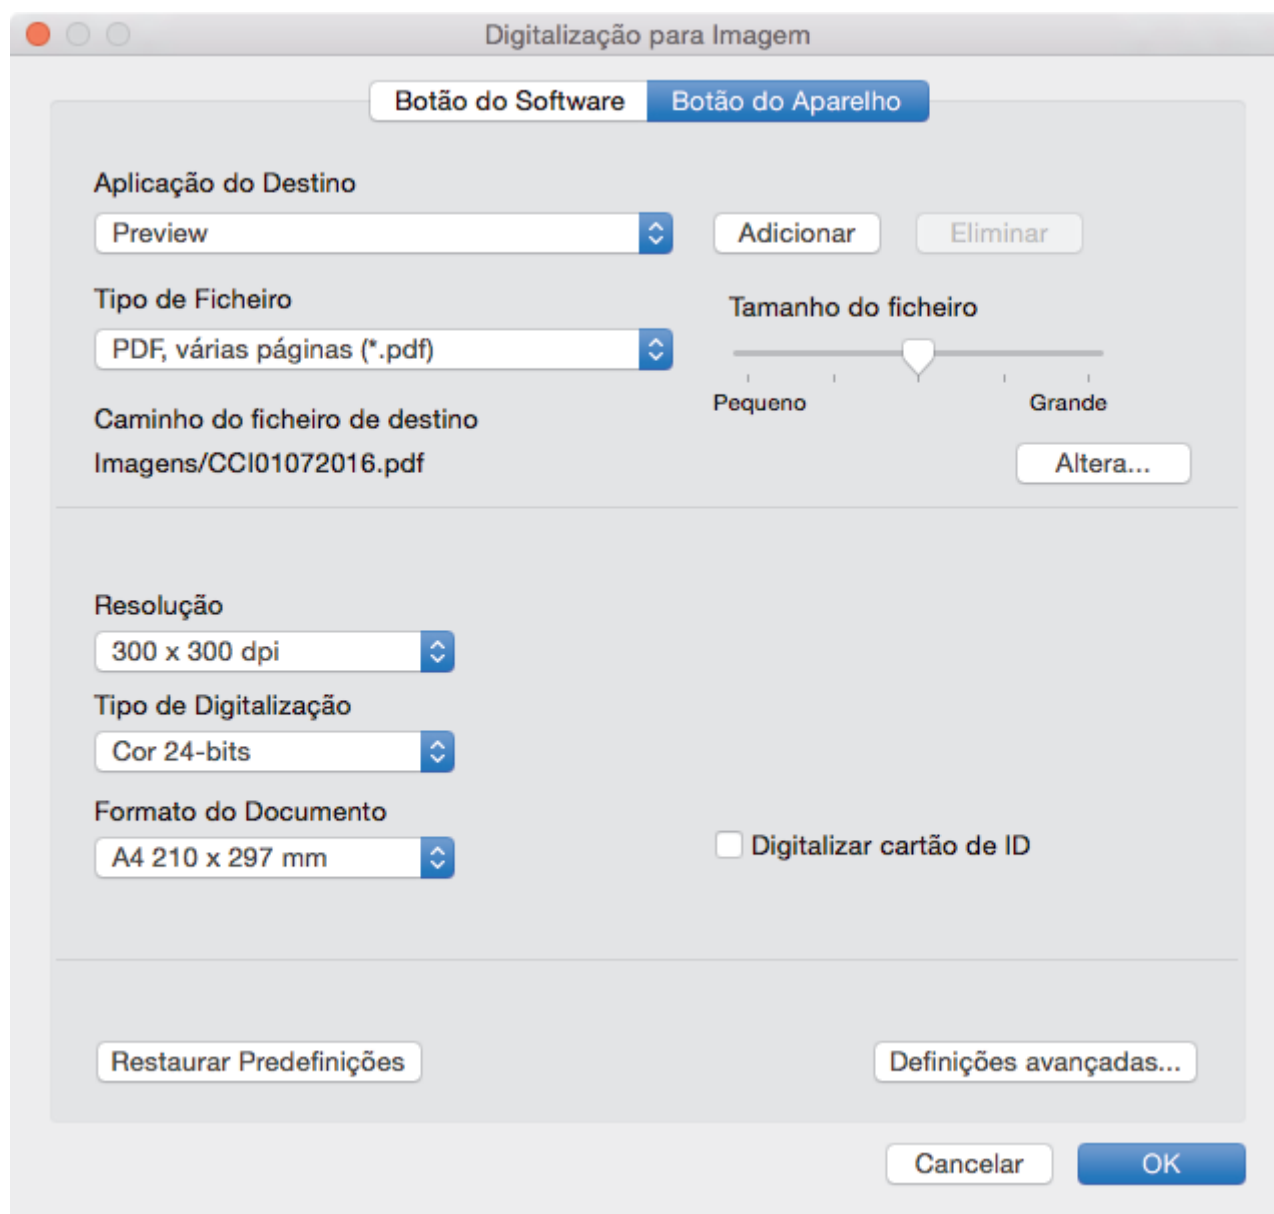 Digitalização para Imagem
Botão do Software Botão do Aparelho
Aplicação do Destino
Preview Adicionar Eliminar
Tipo de Ficheiro
Tamanho do ficheiro
PDF, várias páginas (*.pdf)
Pequeno Grande
Caminho do ficheiro de destino
Imagens/CCI01072016.pdf Altera...
Resolução
300 x 300 dpi
Tipo de Digitalização
Cor 24-bits
Formato do Documento
A4 210 x 297 mm Digitalizar cartão de ID
Restaurar Predefinições Definições avançadas...
Cancelar OK